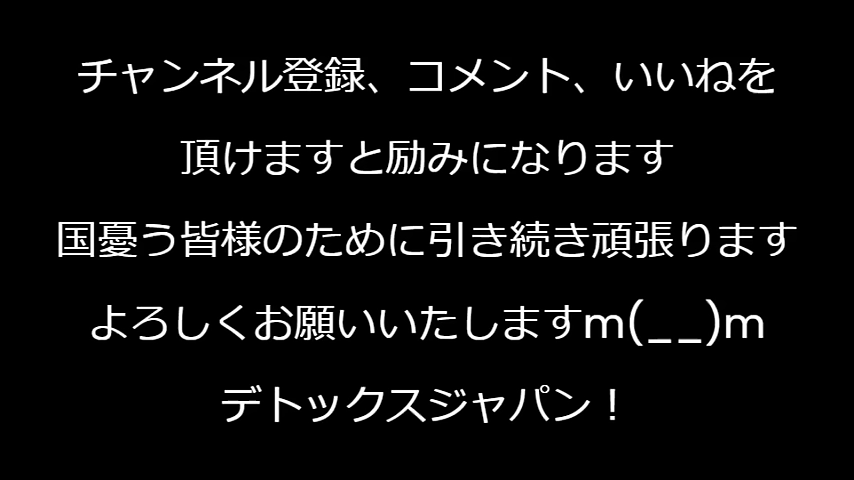 チャンネル登録、コメント、いいねを
頂けますと励みになります
国憂う皆様のために引き続き頑張ります
よろしくお願いいたしますm(__)m
デトックスジャパン！